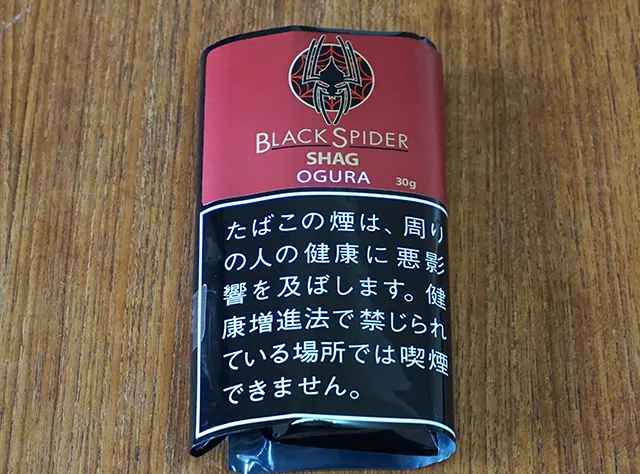 BLACK SPIDER
SHAG
OGURA
30g
たばこの煙は、周り
の人の健康に悪影
響を及ぼします。健
康増進法で禁じられ
ている場所では喫煙
できません。